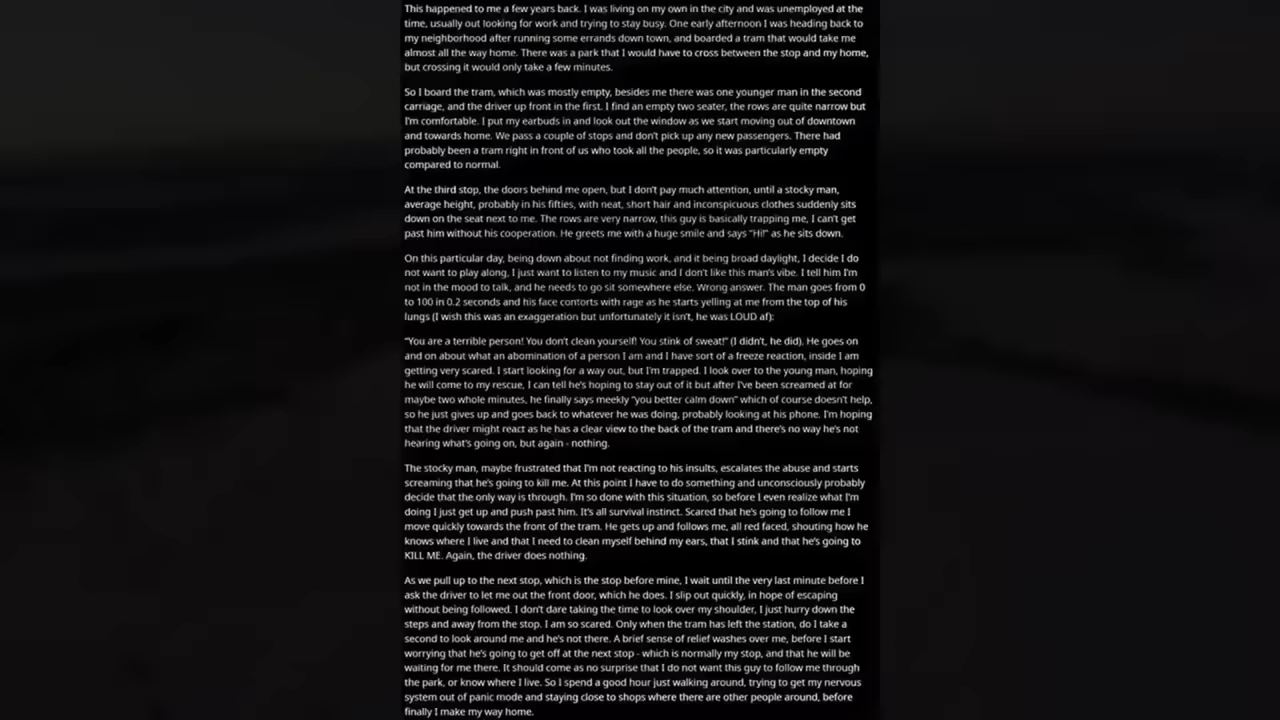 This happened to me a few years back. I was living on my own in the city and was unemployed at the
time, usually out looking for work and trying to stay busy. One early afternoon I was heading back to
my neighborhood after running some errands down town, and boarded a tram that would take me
almost all the way home. There was a park that I would have to cross between the stop and my home,
but crossing it would only take a few minutes.
So I board the tram, which was mostly empty, besides me there was one younger man in the second
carriage, and the driver up front in the first. I find an empty two seater, the rows are quite narrow but
I'm comfortable. I put my earbuds in and look out the window as we start moving out of downtown
and towards home. We pass a couple of stops and don't pick up any new passengers. There had
probably been a tram right in front of us who took all the people, so it was particularly empty
compared to normal.
At the third stop, the doors behind me open, but I don't pay much attention, until a stocky man,
average height, probably in his fifties, with neat, short hair and inconspicuous clothes suddenly sits
down on the seat next to me. The rows are very narrow, this guy is basically trapping me, I can't get
past him without his cooperation. He greets me with a huge smile and says "Hi!" as he sits down.
On this particular day, being down about not finding work, and it being broad daylight, I decide I do
not want to play along, I just want to listen to my music and I don't like this man's vibe. I tell him I'm
not in the mood to talk, and he needs to go sit somewhere else. Wrong answer. The man goes from 0
to 100 in 0.2 seconds and his face contorts with rage as he starts yelling at me from the top of his
lungs (I wish this was an exaggeration but unfortunately it isn't, he was LOUD af):
"You are a terrible person! You don't clean yourself! You stink of sweat!" (I didn't, he did). He goes on
and on about what an abomination of a person I am and I have sort of a freeze reaction, inside I am
getting very scared. I start looking for a way out, but I'm trapped. I look over to the young man, hoping
he will come to my rescue, I can tell he's hoping to stay out of it but after I've been screamed at for
maybe two whole minutes, he finally says meekly "you better calm down" which of course doesn't help,
so he just gives up and goes back to whatever he was doing, probably looking at his phone. I'm hoping
that the driver might react as he has a clear view to the back of the tram and there's no way he's not
hearing what's going on, but again - nothing.
The stocky man, maybe frustrated that I'm not reacting to his insults, escalates the abuse and starts
screaming that he's going to kill me. At this point I have to do something and unconsciously probably
decide that the only way is through. I'm so done with this situation, so before I even realize what I'm
doing I just get up and push past him. It's all survival instinct. Scared that he's going to follow me I
move quickly towards the front of the tram. He gets up and follows me, all red faced, shouting how he
knows where I live and that I need to clean myself behind my ears, that I stink and that he's going to
KILL ME. Again, the driver does nothing.
As we pull up to the next stop, which is the stop before mine, I wait until the very last minute before I
ask the driver to let me out the front door, which he does. I slip out quickly, in hope of escaping
without being followed. I don't dare taking the time to look over my shoulder, I just hurry down the
steps and away from the stop. I am so scared. Only when the tram has left the station, do I take a
second to look around me and he's not there. A brief sense of relief washes over me, before I start
worrying that he's going to get off at the next stop - which is normally my stop, and that he will be
waiting for me there. It should come as no surprise that I do not want this guy to follow me through
the park, or know where I live. So I spend a good hour just walking around, trying to get my nervous
system out of panic mode and staying close to shops where there are other people around, before
finally I make my way home.